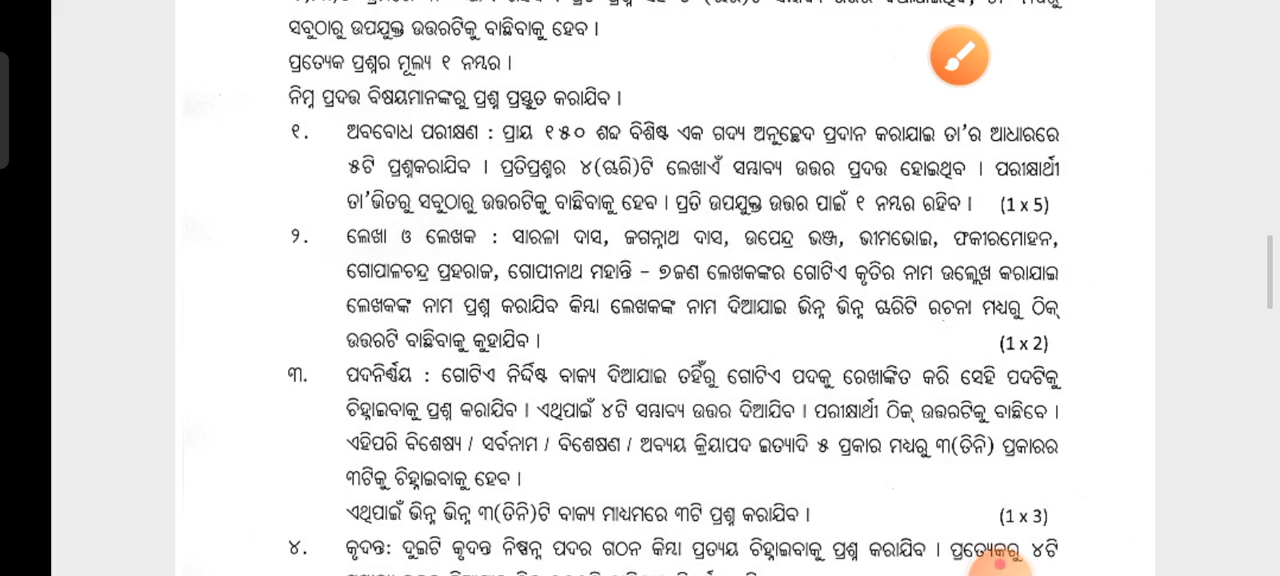 ସବୁଠାରୁ ଉପଯୁକ୍ତ ଉତ୍ତରଟିକୁ ବାଛିବାକୁ ହେବ ।
ପ୍ରତ୍ୟେକ ପ୍ରଶ୍ନର ମୂଲ୍ୟ ୧ ନମ୍ବର ।
ନିମ୍ନ ପ୍ରଦତ୍ତ ବିଷୟମାନଙ୍କରୁ ପ୍ରଶ୍ନ ପ୍ରସ୍ତୁତ କରାଯିବ ।
୧. ଅବବୋଧ ପରୀକ୍ଷଣ : ପ୍ରାୟ ୧୫୦ ଶବ୍ଦ ବିଶିଷ୍ଟ ଏକ ଗଦ୍ୟ ଅନୁଚ୍ଛେଦ ପ୍ରଦାନ କରାଯାଇ ତା'ର ଆଧାରରେ
୫ଟି ପ୍ରଶ୍ନକରାଯିବ । ପ୍ରତିପ୍ରଶ୍ନର ୪(ଚ଼ାରି)ଟି ଲେଖାଏଁ ସମ୍ଭାବ୍ୟ ଉତ୍ତର ପ୍ରଦତ୍ତ ହୋଇଥିବ । ପରୀକ୍ଷାର୍ଥୀ
ତା'ଭିତରୁ ସବୁଠାରୁ ଉତ୍ତରଟିକୁ ବାଛିବାକୁ ହେବ । ପ୍ରତି ଉପଯୁକ୍ତ ଉତ୍ତର ପାଇଁ ୧ ନମ୍ବର ରହିବ । (1 x 5)
୨. ଲେଖା ଓ ଲେଖକ : ସାରଳା ଦାସ, ଜଗନ୍ନାଥ ଦାସ, ଉପେନ୍ଦ୍ର ଭଞ୍ଜ, ଭୀମଭୋଇ, ଫକୀରମୋହନ,
ଗୋପାଳଚନ୍ଦ୍ର ପ୍ରହରାଜ, ଗୋପୀନାଥ ମହାନ୍ତି – ୭ଜଣ ଲେଖକଙ୍କର ଗୋଟିଏ କୃତିର ନାମ ଉଲ୍ଲେଖ କରାଯାଇ
ଲେଖକଙ୍କ ନାମ ପ୍ରଶ୍ନ କରାଯିବ କିମ୍ବା ଲେଖକଙ୍କ ନାମ ଦିଆଯାଇ ଭିନ୍ନ ଭିନ୍ନ ଚାରିଟି ରଚନା ମଧ୍ୟରୁ ଠିକ୍
ଉତ୍ତରଟି ବାଛିବାକୁ କୁହାଯିବ । (1 x 2)
୩. ପଦନିର୍ଣ୍ଣୟ : ଗୋଟିଏ ନିର୍ଦ୍ଦିଷ୍ଟ ବାକ୍ୟ ଦିଆଯାଇ ତହିଁରୁ ଗୋଟିଏ ପଦକୁ ରେଖାଙ୍କିତ କରି ସେହି ପଦଟିକୁ
ଚିହ୍ନାଇବାକୁ ପ୍ରଶ୍ନ କରାଯିବ । ଏଥିପାଇଁ ୪ଟି ସମ୍ଭାବ୍ୟ ଉତ୍ତର ଦିଆଯିବ । ପରୀକ୍ଷାର୍ଥୀ ଠିକ୍ ଉତ୍ତରଟିକୁ ବାଛିବେ ।
ଏହିପରି ବିଶେଷ୍ୟ / ସର୍ବନାମ / ବିଶେଷଣ / ଅବ୍ୟୟ କ୍ରିୟାପଦ ଇତ୍ୟାଦି ୫ ପ୍ରକାର ମଧ୍ୟରୁ ୩(ତିନି) ପ୍ରକାରର
୩ଟିକୁ ଚିହ୍ନାଇବାକୁ ହେବ ।
ଏଥିପାଇଁ ଭିନ୍ନ ଭିନ୍ନ ୩(ତିନି)ଟି ବାକ୍ୟ ମାଧ୍ୟମରେ ୩ଟି ପ୍ରଶ୍ନ କରାଯିବ । (1 x 3)
୪. କୃଦନ୍ତ: ଦୁଇଟି କୃଦନ୍ତ ନିଷ୍ପନ୍ନ ପଦର ଗଠନ କିମ୍ବା ପ୍ରତ୍ୟୟ ଚିହ୍ନାଇବାକୁ ପ୍ରଶ୍ନ କରାଯିବ । ପ୍ରତ୍ୟେକରୁ ୪ଟି